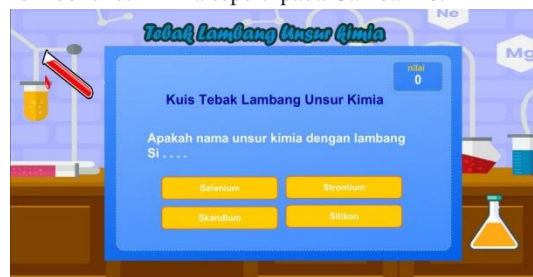 Ne
Tebak Lambang Unsur Kimia
Mg
nilai
0
Kuis Tebak Lambang Unsur Kimia
Apakah nama unsur kimia dengan lambang
Si . . . .
Selenium
Strontium
Skandium
Silikon